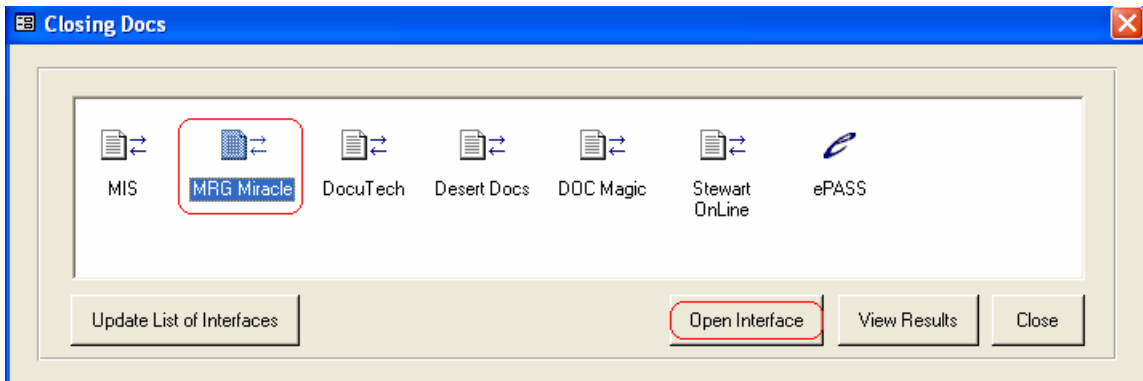 Closing Docs
MIS
MRG Miracle
DocuTech
Desert Docs
DOC Magic
Stewart
OnLine
ePASS
Update List of Interfaces
Open Interface
View Results
Close